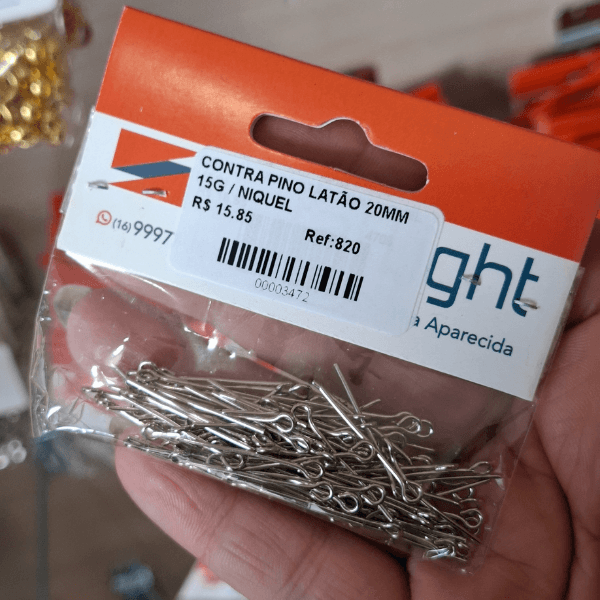 CONTRA PINO LATÃO 20MM
15G / NIQUEL
R$ 15.85
Ref:820
00003472
(16) 9997
ght
a Aparecida